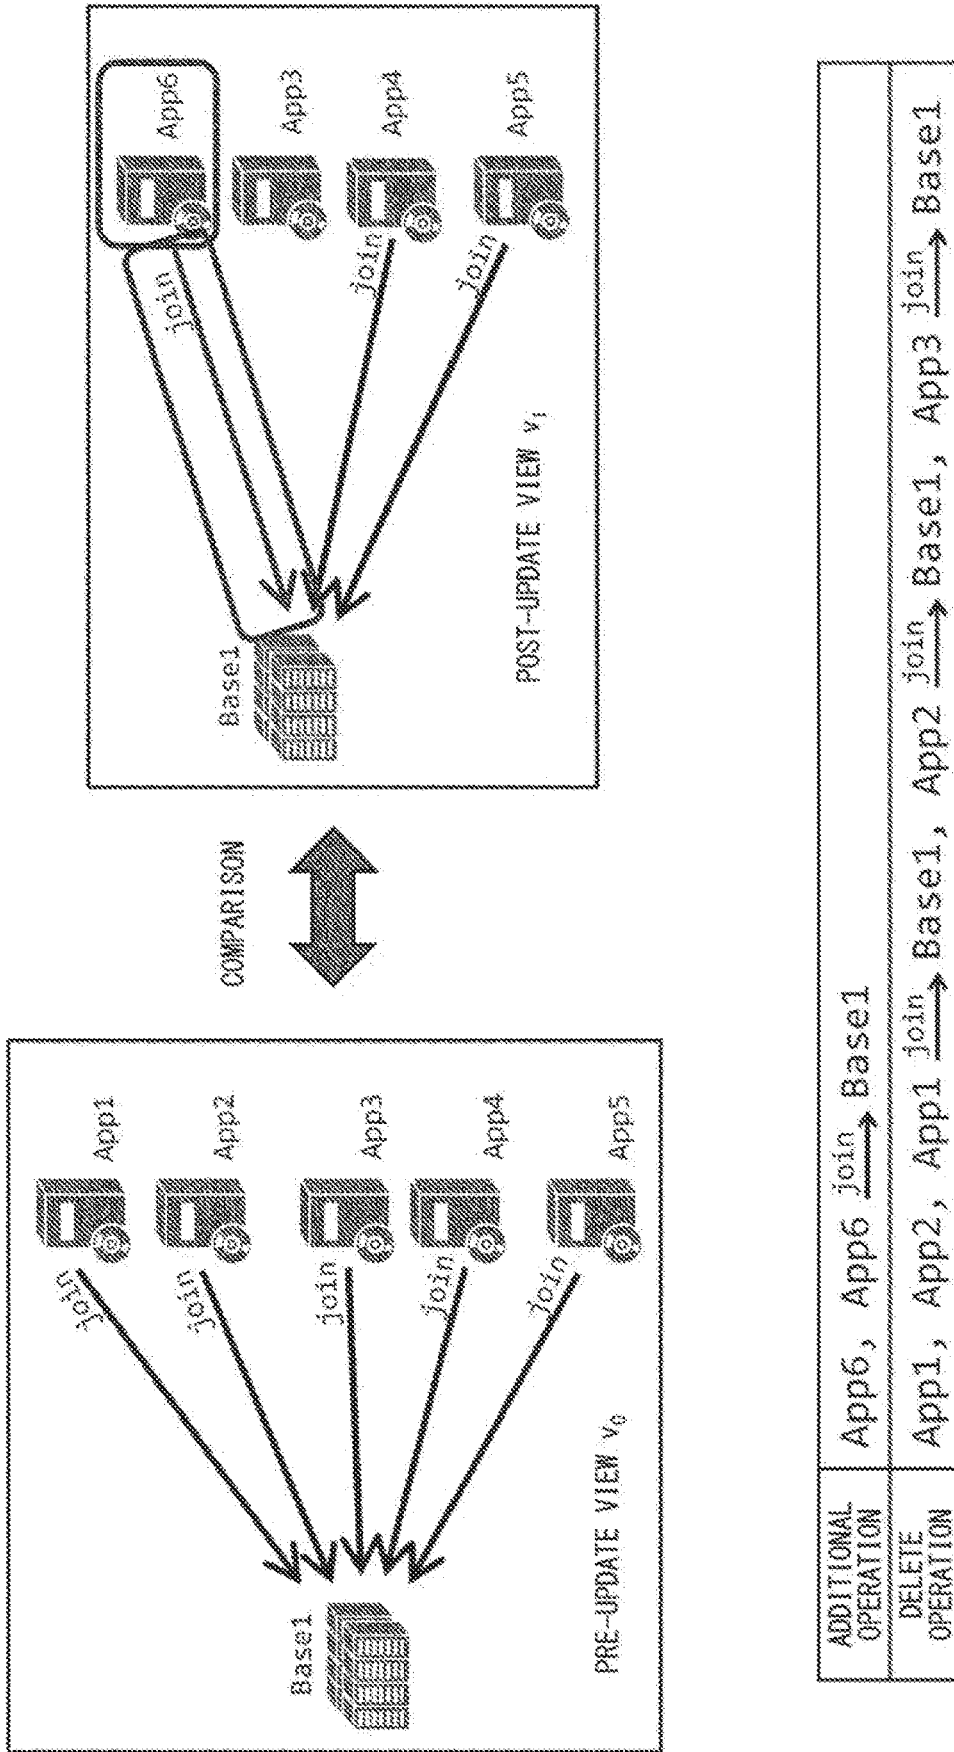 Base1
join
join
join
join
join
App1
App2
App3
App4
App5
PRE-UPDATE VIEW v0
COMPARISON
Base1
join
join
join
App6
App3
App4
App5
POST-UPDATE VIEW v1
ADDITIONAL OPERATION
App6, App6 join→ Base1
DELETE OPERATION
App1, App2, App1 join→ Base1, App2 join→ Base1, App3 join→ Base1